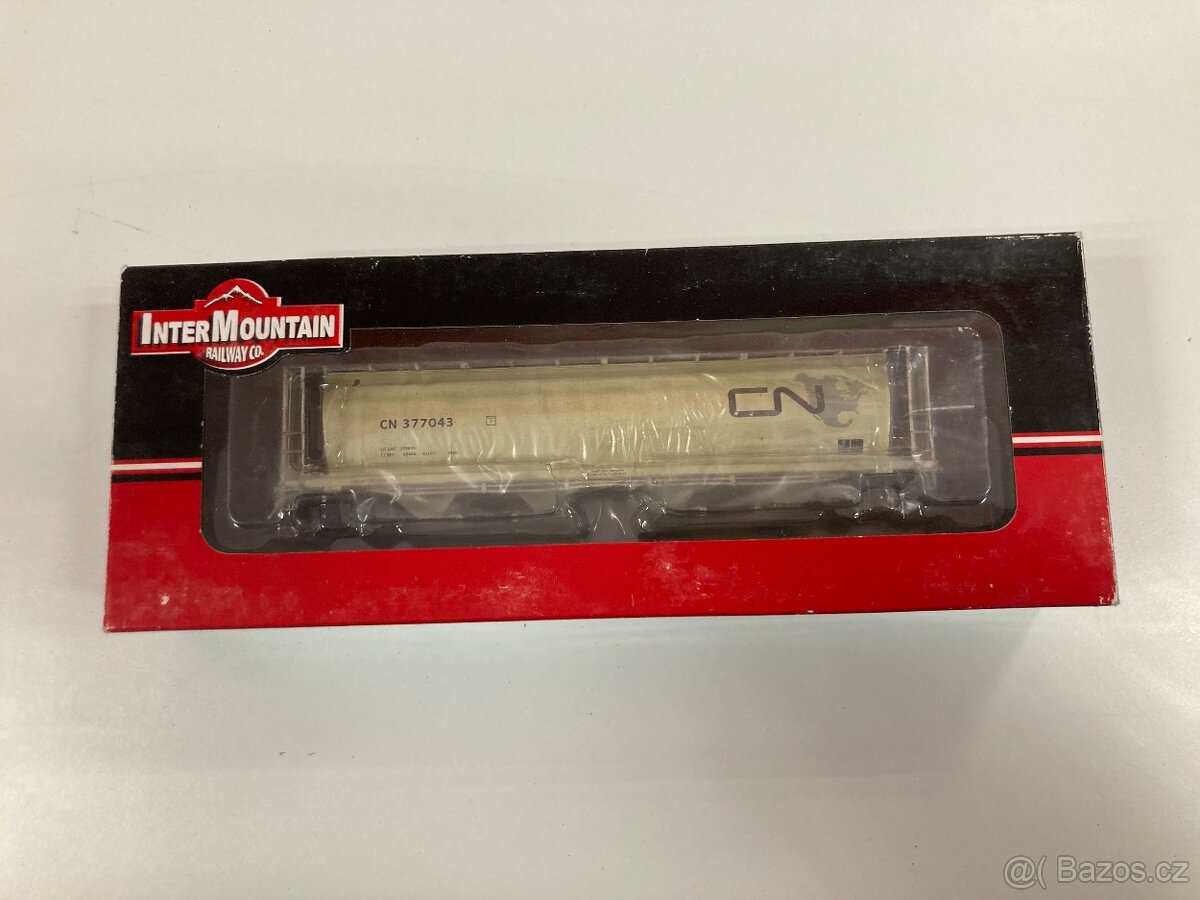 INTERMOUNTAIN
RAILWAY CO.
CN 377043
CN
@( Bazos.cz